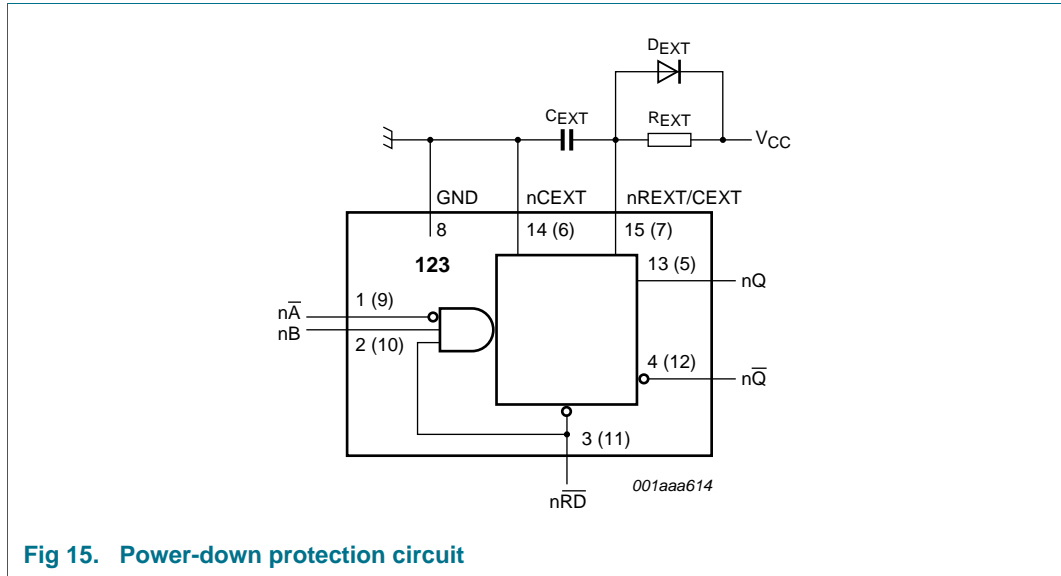 DEXT
CEXT
REXT
VCC
GND
nCEXT
nREXT/CEXT
8
14 (6)
15 (7)
123
13 (5)
nQ
1 (9)
nA̅
nB
2 (10)
4 (12)
nQ̅
3 (11)
001aaa614
nR̅D̅
Fig 15. Power-down protection circuit